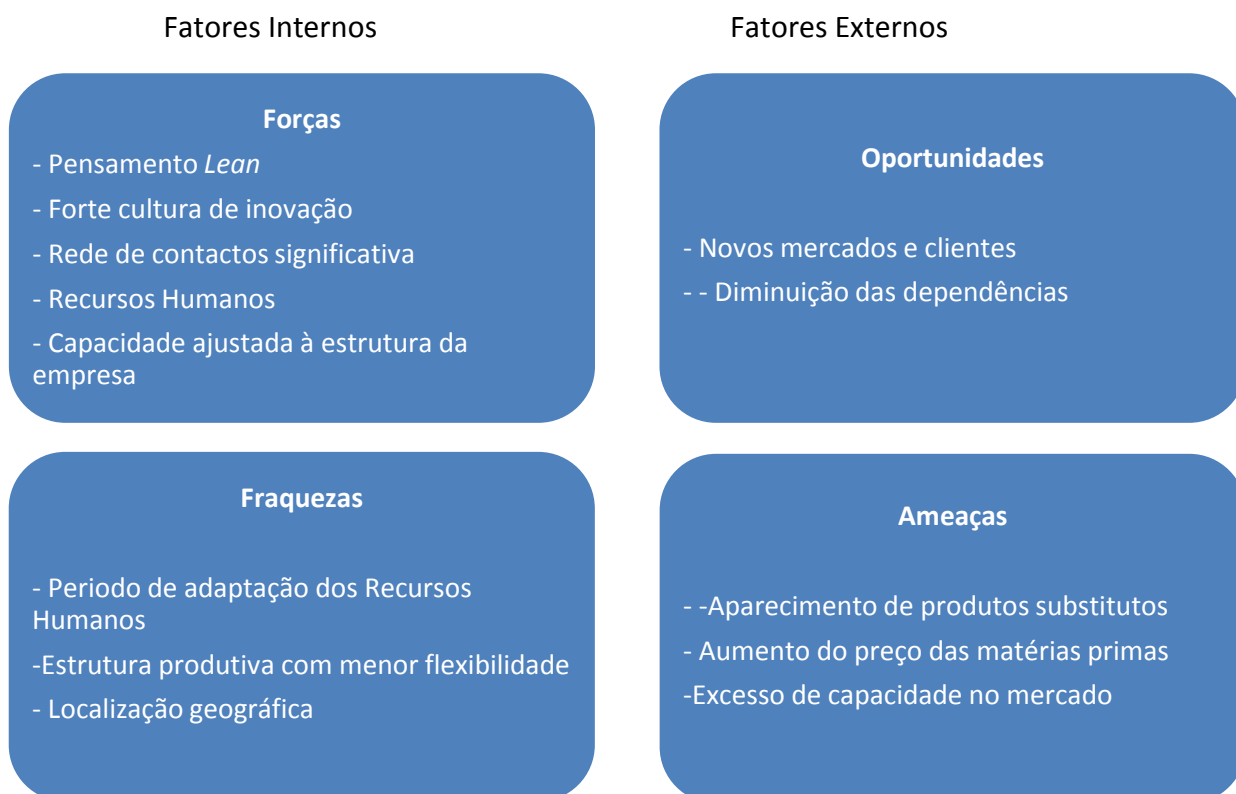 Fatores Internos
Fatores Externos
Forças
- Pensamento Lean
- Forte cultura de inovação
- Rede de contactos significativa
- Recursos Humanos
- Capacidade ajustada à estrutura da
empresa
Oportunidades
- Novos mercados e clientes
- - Diminuição das dependências
Fraquezas
- Periodo de adaptação dos Recursos
Humanos
-Estrutura produtiva com menor flexibilidade
- Localização geográfica
Ameaças
- -Aparecimento de produtos substitutos
- Aumento do preço das matérias primas
-Excesso de capacidade no mercado